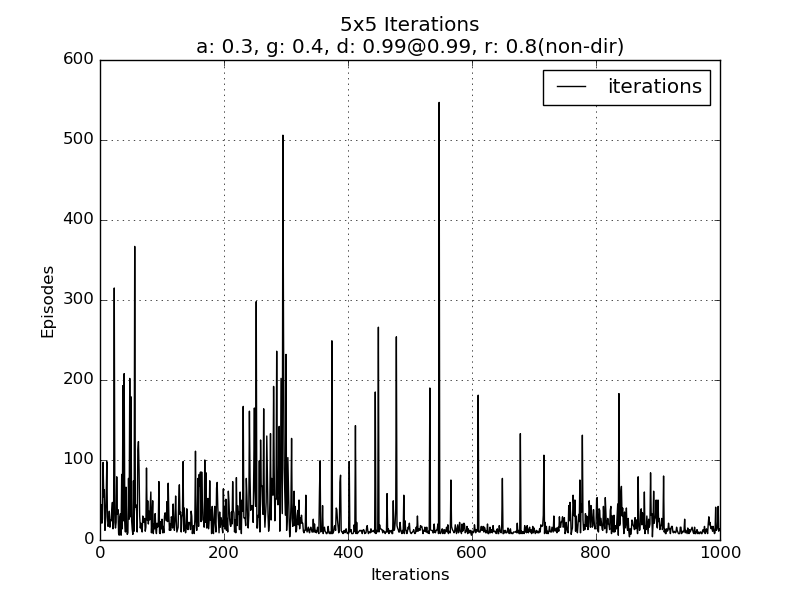 5x5 Iterations
a: 0.3, g: 0.4, d: 0.99@0.99, r: 0.8(non-dir)
600
iterations
500
400
300
Episodes
200
100
0
0 200 400 600 800 1000
Iterations